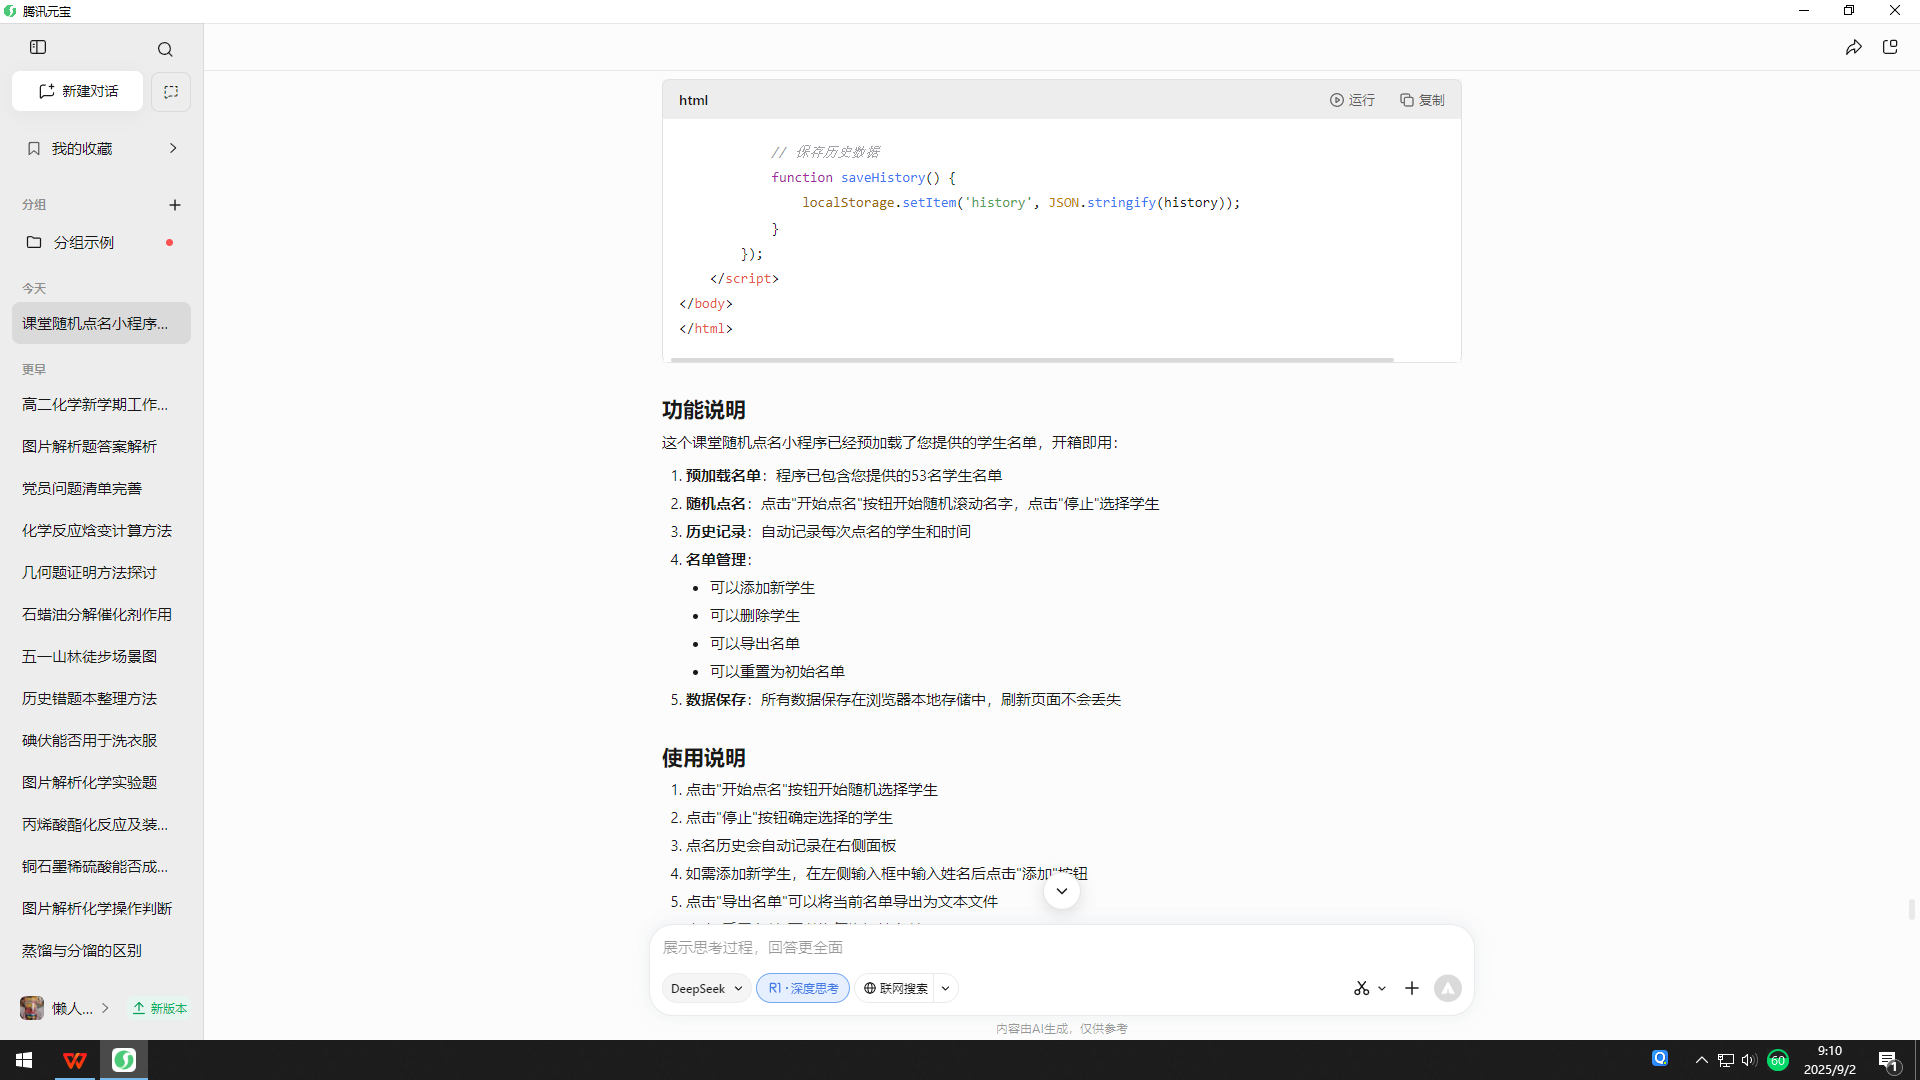 腾讯元宝
新建对话
我的收藏
分组
分组示例
今天
课堂随机点名小程序...
更早
高二化学新学期工作...
图片解析题答案解析
党员问题清单完善
化学反应焓变计算方法
几何题证明方法探讨
石蜡油分解催化剂作用
五一山林徒步场景图
历史错题本整理方法
碘伏能否用于洗衣服
图片解析化学实验题
丙烯酸酯化反应及装...
铜石墨稀硫酸能否成...
图片解析化学操作判断
蒸馏与分馏的区别
懒人...
新版本
html
运行
复制
// 保存历史数据
function saveHistory() {
localStorage.setItem('history', JSON.stringify(history));
}
});
</script>
</body>
</html>
功能说明
这个课堂随机点名小程序已经预加载了您提供的学生名单，开箱即用：
1. 预加载名单：程序已包含您提供的53名学生名单
2. 随机点名：点击"开始点名"按钮开始随机滚动名字，点击"停止"选择学生
3. 历史记录：自动记录每次点名的学生和时间
4. 名单管理：
• 可以添加新学生
• 可以删除学生
• 可以导出名单
• 可以重置为初始名单
5. 数据保存：所有数据保存在浏览器本地存储中，刷新页面不会丢失
使用说明
1. 点击"开始点名"按钮开始随机选择学生
2. 点击"停止"按钮确定选择的学生
3. 点名历史会自动记录在右侧面板
4. 如需添加新学生，在左侧输入框中输入姓名后点击"添加"按钮
5. 点击"导出名单"可以将当前名单导出为文本文件
展示思考过程，回答更全面
DeepSeek
R1 · 深度思考
联网搜索
内容由AI生成，仅供参考
60
9:10
2025/9/2
1